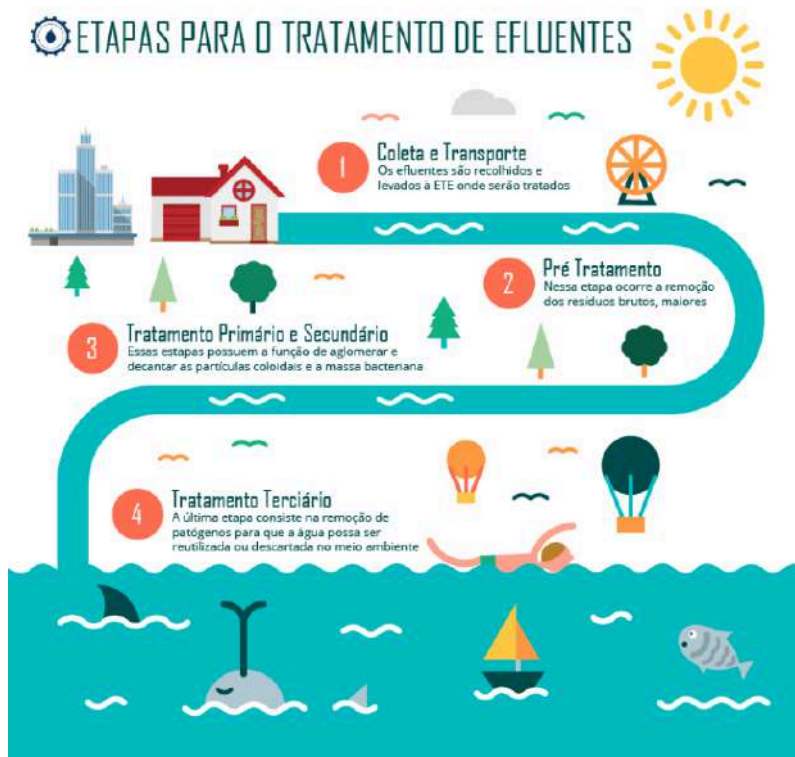 ETAPAS PARA O TRATAMENTO DE EFLUENTES
1
Coleta e Transporte
Os efluentes são recolhidos e
levados à ETE onde serão tratados
2
Pré Tratamento
Nessa etapa ocorre a remoção
dos resíduos brutos, maiores
3
Tratamento Primário e Secundário
Essas estapas possuem a função de aglomerar e
decantar as partículas coloidais e a massa bacteriana
4
Tratamento Terciário
A última etapa consiste na remoção de
patógenos para que a água possa ser
reutilizada ou descartada no meio ambiente